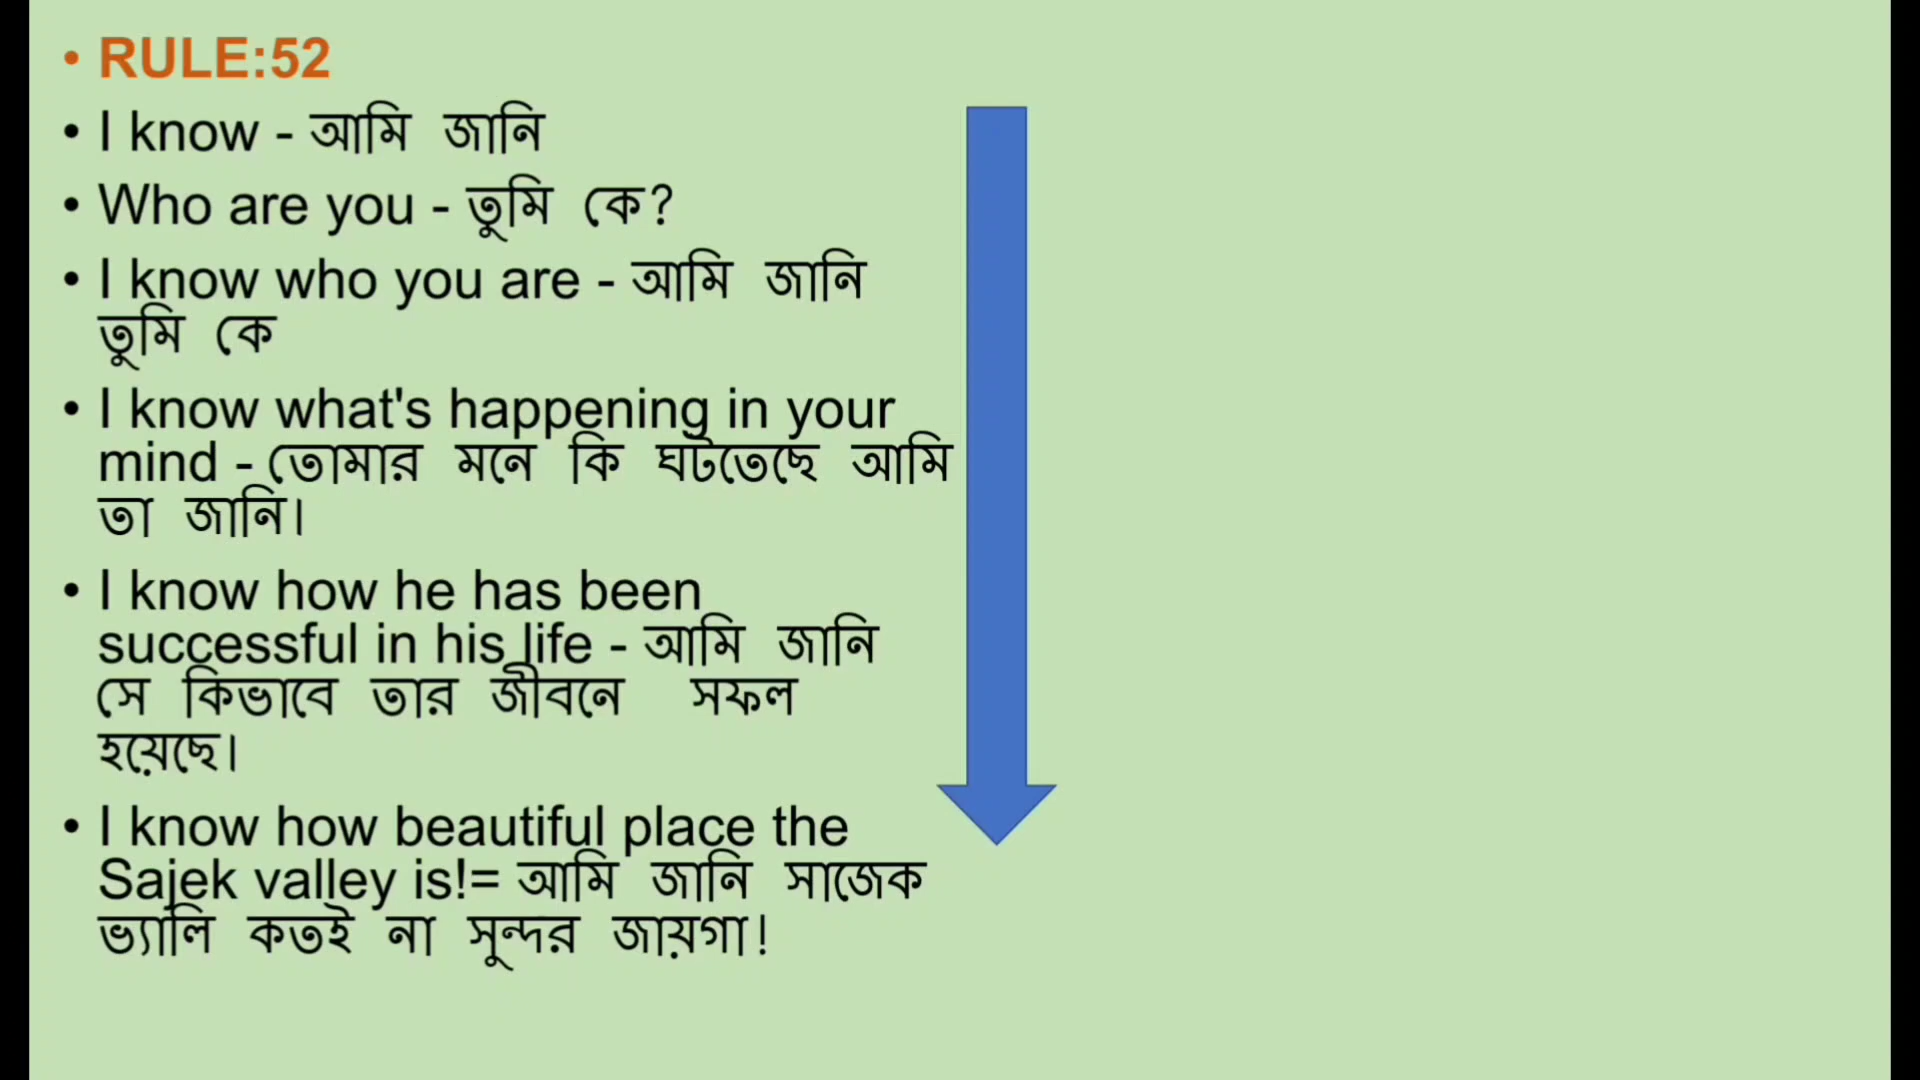 • RULE:52
• I know - আমি জানি
• Who are you - তুমি কে?
• I know who you are - আমি জানি
তুমি কে
• I know what's happening in your
mind - তোমার মনে কি ঘটতেছে আমি
তা জানি।
• I know how he has been
successful in his life - আমি জানি
সে কিভাবে তার জীবনে সফল
হয়েছে।
• I know how beautiful place the
Sajek valley is!= আমি জানি সাজেক
ভ্যালি কতই না সুন্দর জায়গা!